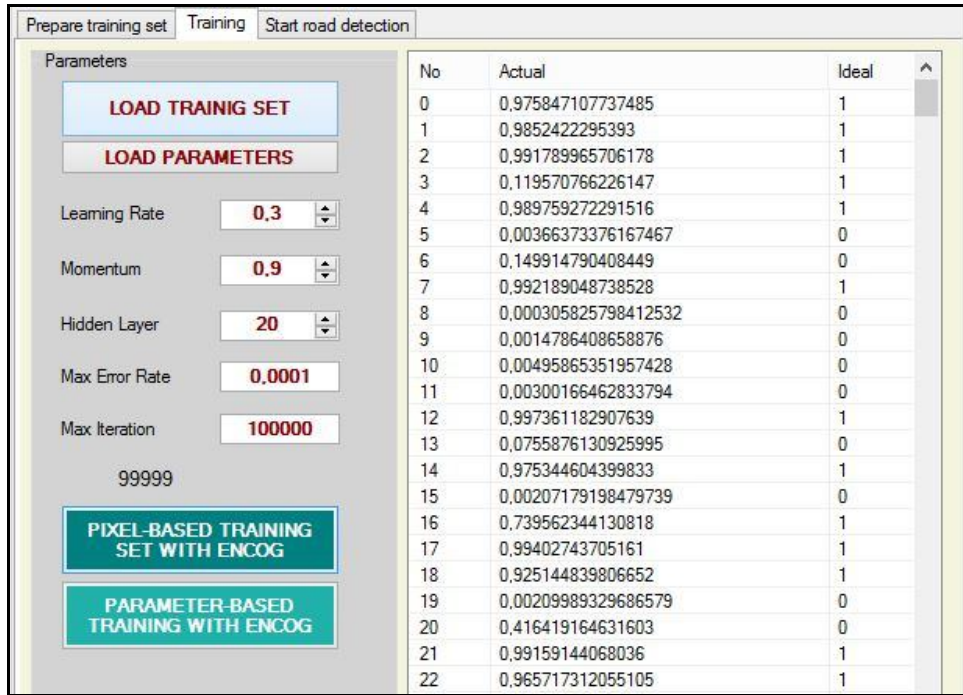 Prepare training set Training Start road detection
Parameters
LOAD TRAINIG SET
LOAD PARAMETERS
Learning Rate 0,3
Momentum 0,9
Hidden Layer 20
Max Error Rate 0,0001
Max Iteration 100000
99999
PIXEL-BASED TRAINING
SET WITH ENCOG
PARAMETER-BASED
TRAINING WITH ENCOG
No Actual Ideal
0 0,975847107737485 1
1 0,9852422295393 1
2 0,991789965706178 1
3 0,119570766226147 1
4 0,989759272291516 1
5 0,00366373376167467 0
6 0,149914790408449 0
7 0,992189048738528 1
8 0,000305825798412532 0
9 0,0014786408658876 0
10 0,00495865351957428 0
11 0,00300166462833794 0
12 0,997361182907639 1
13 0,0755876130925995 0
14 0,975344604399833 1
15 0,00207179198479739 0
16 0,739562344130818 1
17 0,99402743705161 1
18 0,925144839806652 1
19 0,00209989329686579 0
20 0,416419164631603 0
21 0,99159144068036 1
22 0,965717312055105 1